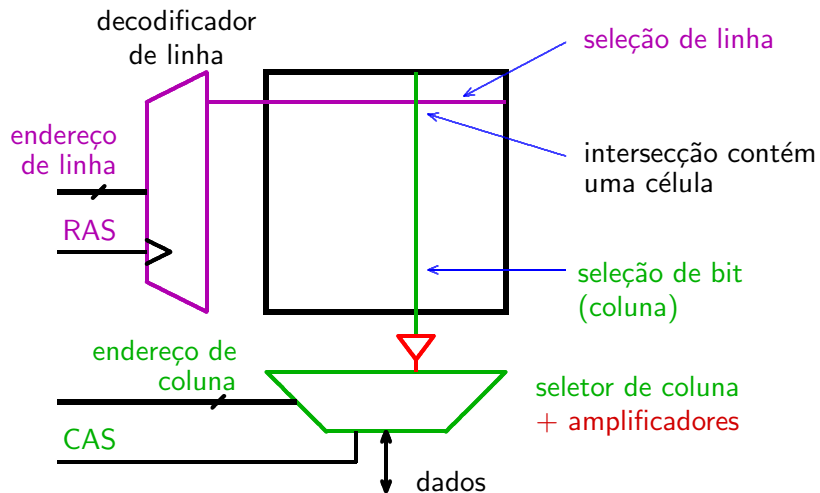 decodificador
de linha
seleção de linha
endereço
de linha
intersecção contém
uma célula
RAS
seleção de bit
(coluna)
endereço de
coluna
seletor de coluna
+ amplificadores
CAS
dados